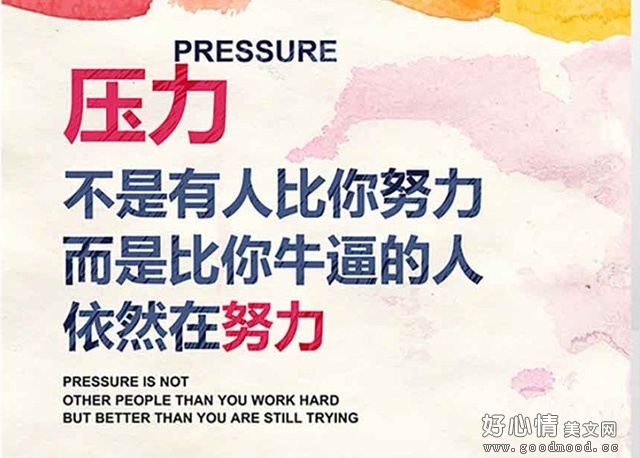 PRESSURE
压力
不是有人比你努力
而是比你牛逼的人
依然在努力
PRESSURE IS NOT
OTHER PEOPLE THAN YOU WORK HARD
BUT BETTER THAN YOU ARE STILL TRYING
好心情美文网
www.goodmood.cc